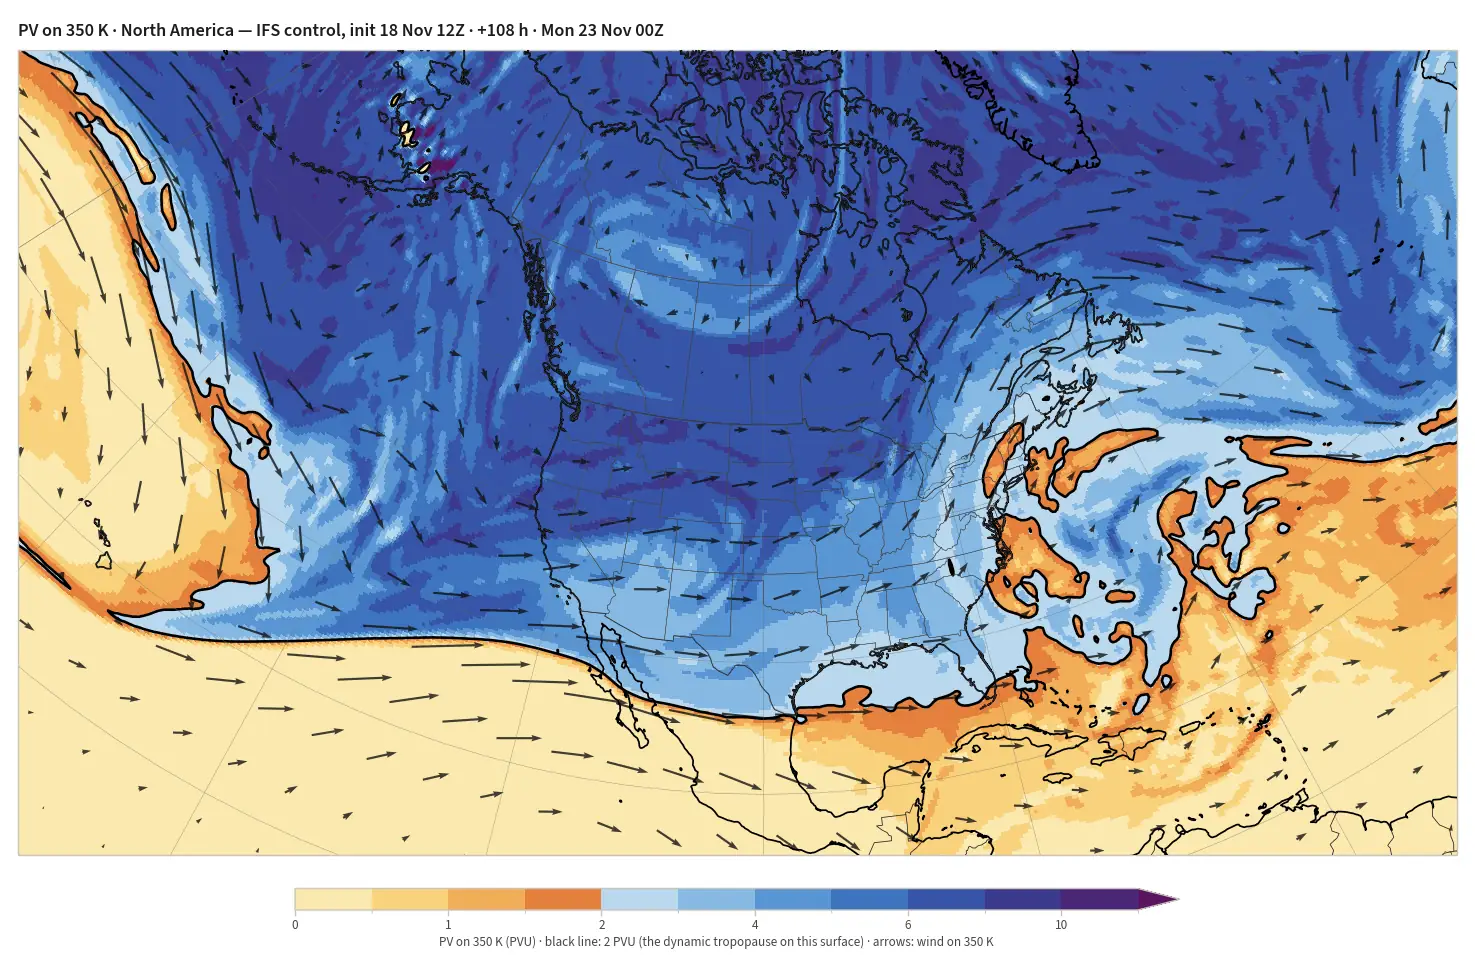 PV on 350 K · North America — IFS control, init 18 Nov 12Z · +108 h · Mon 23 Nov 00Z
0 1 2 4 6 8 10
PV on 350 K (PVU) · black line: 2 PVU (the dynamic tropopause on this surface) · arrows: wind on 350 K